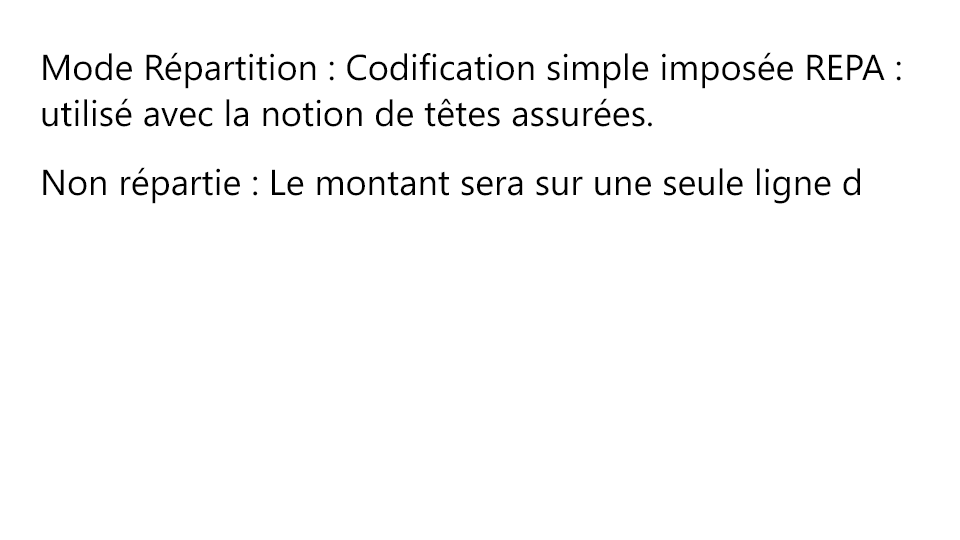 Mode Répartition : Codification simple imposée REPA :
utilisé avec la notion de têtes assurées.
Non répartie : Le montant sera sur une seule ligne d